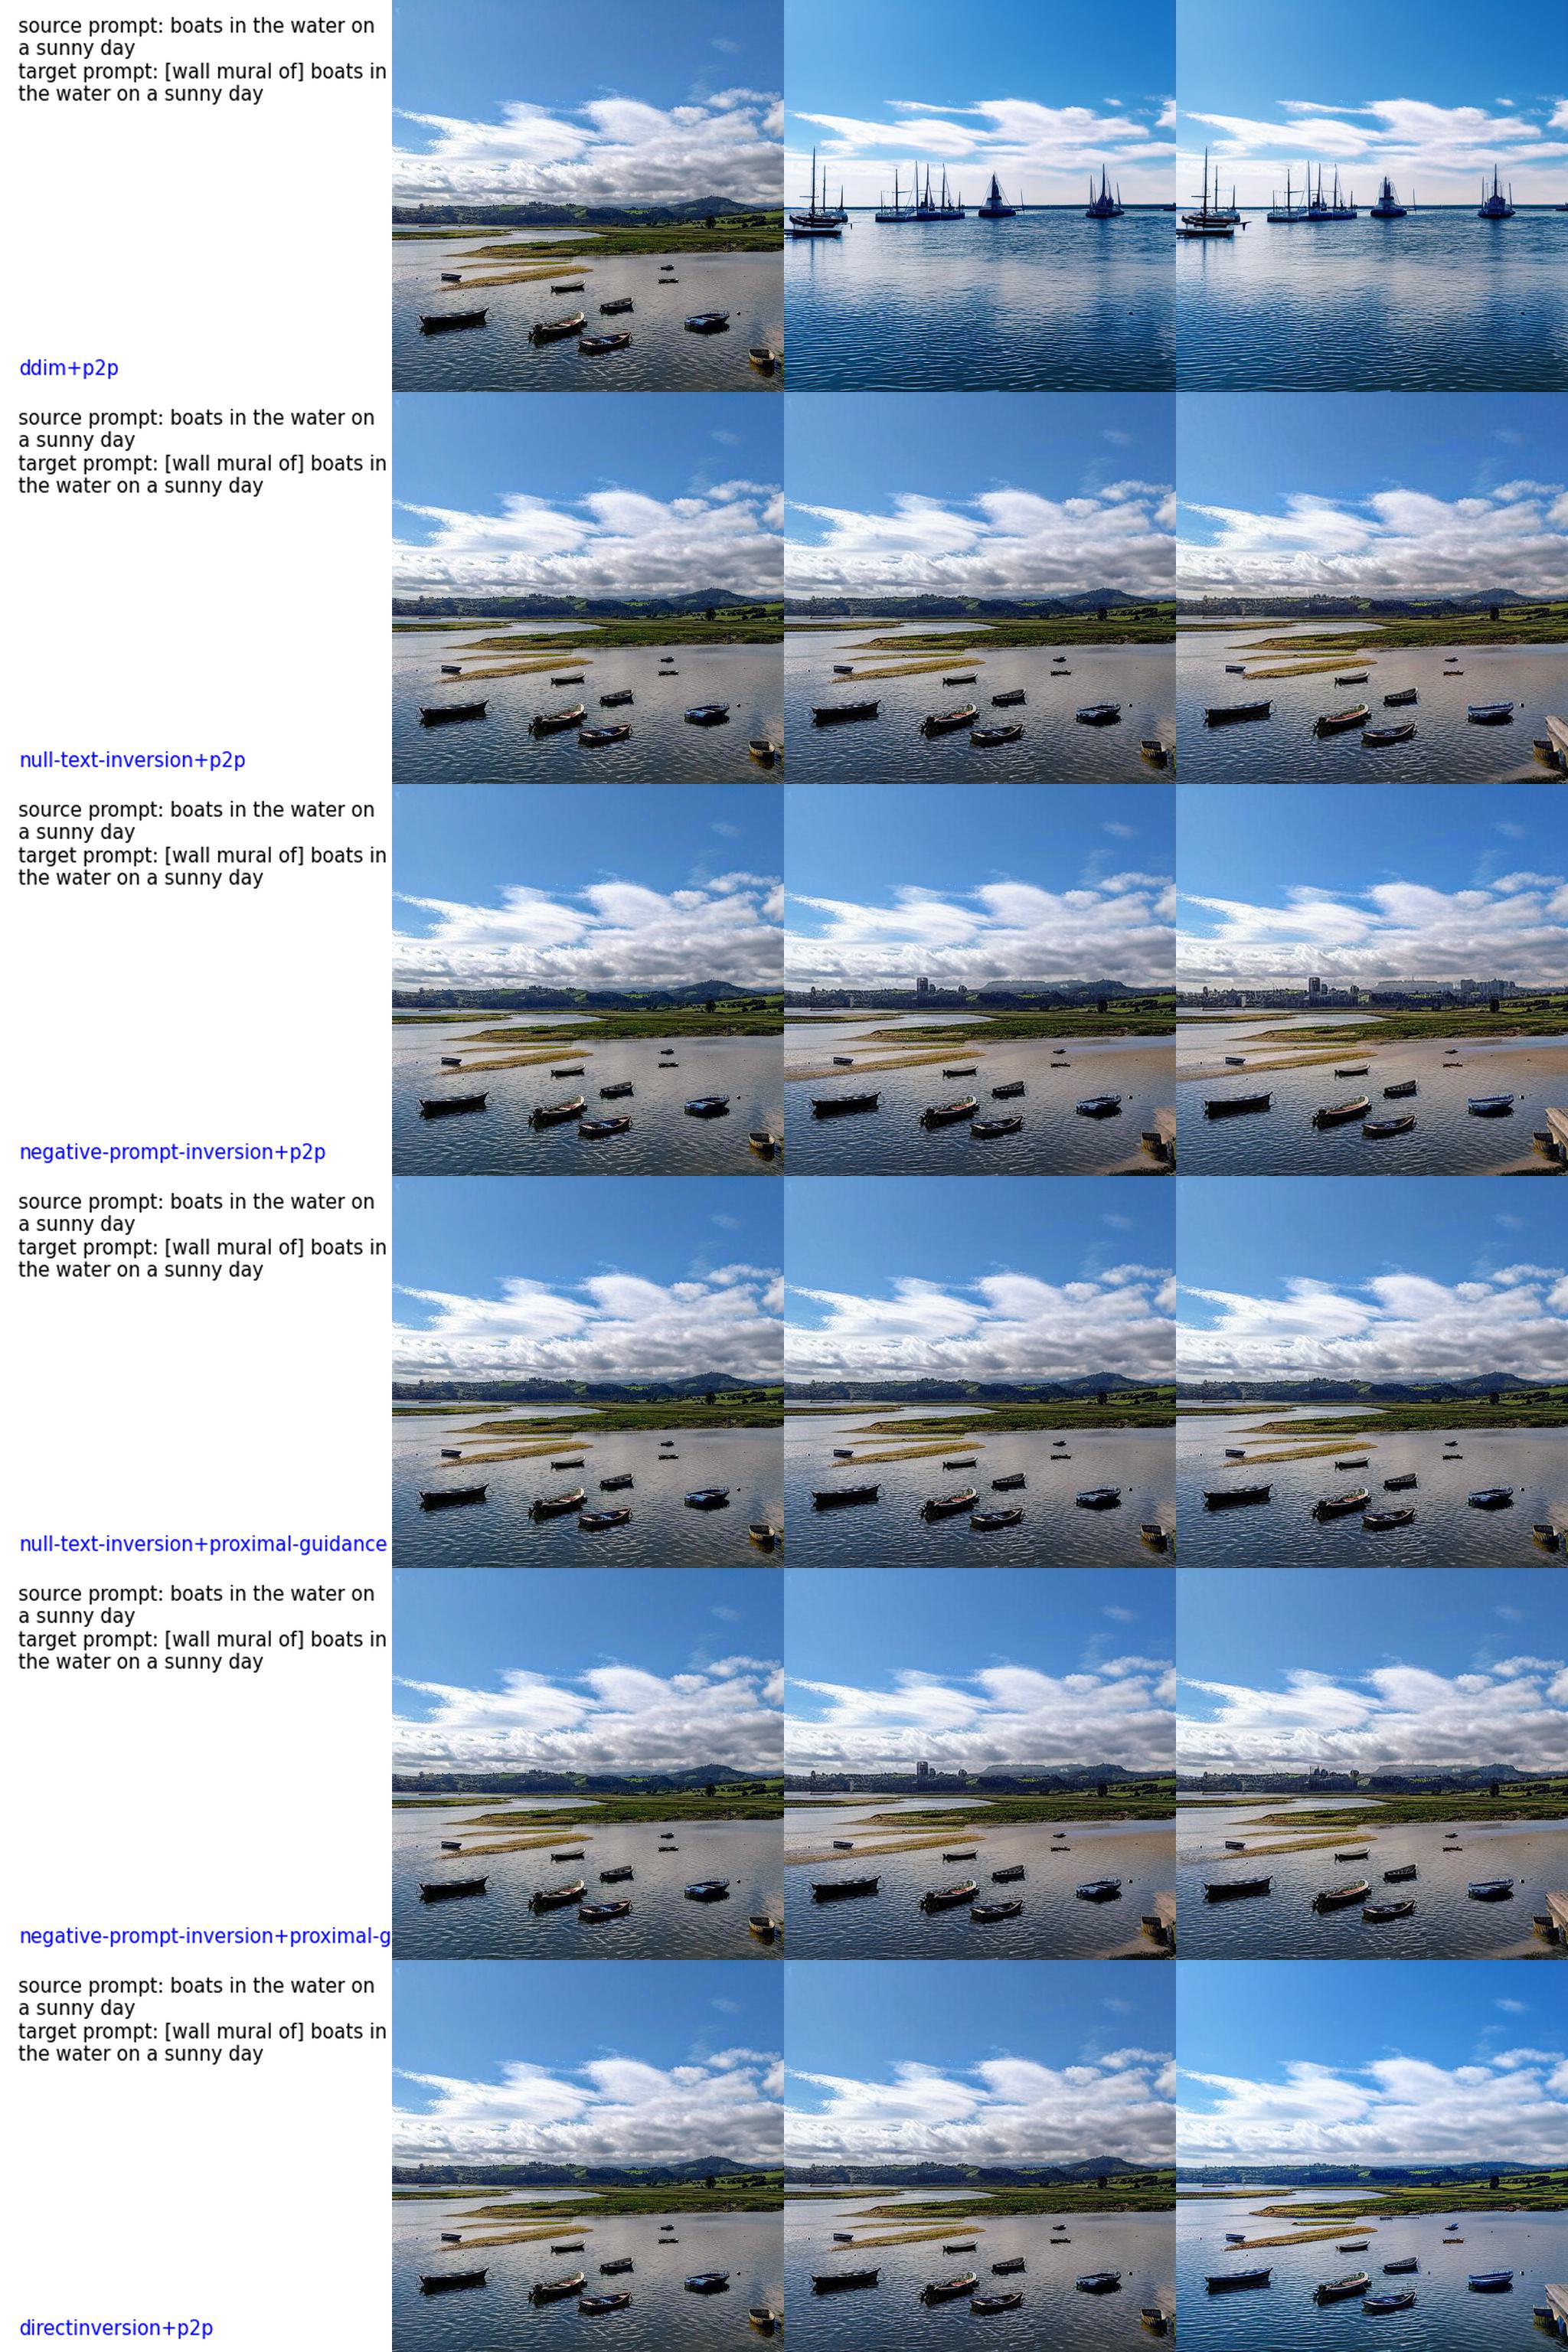 source prompt: boats in the water on
a sunny day
target prompt: [wall mural of] boats in
the water on a sunny day
ddim+p2p
source prompt: boats in the water on
a sunny day
target prompt: [wall mural of] boats in
the water on a sunny day
null-text-inversion+p2p
source prompt: boats in the water on
a sunny day
target prompt: [wall mural of] boats in
the water on a sunny day
negative-prompt-inversion+p2p
source prompt: boats in the water on
a sunny day
target prompt: [wall mural of] boats in
the water on a sunny day
null-text-inversion+proximal-guidance
source prompt: boats in the water on
a sunny day
target prompt: [wall mural of] boats in
the water on a sunny day
negative-prompt-inversion+proximal-g
source prompt: boats in the water on
a sunny day
target prompt: [wall mural of] boats in
the water on a sunny day
directinversion+p2p